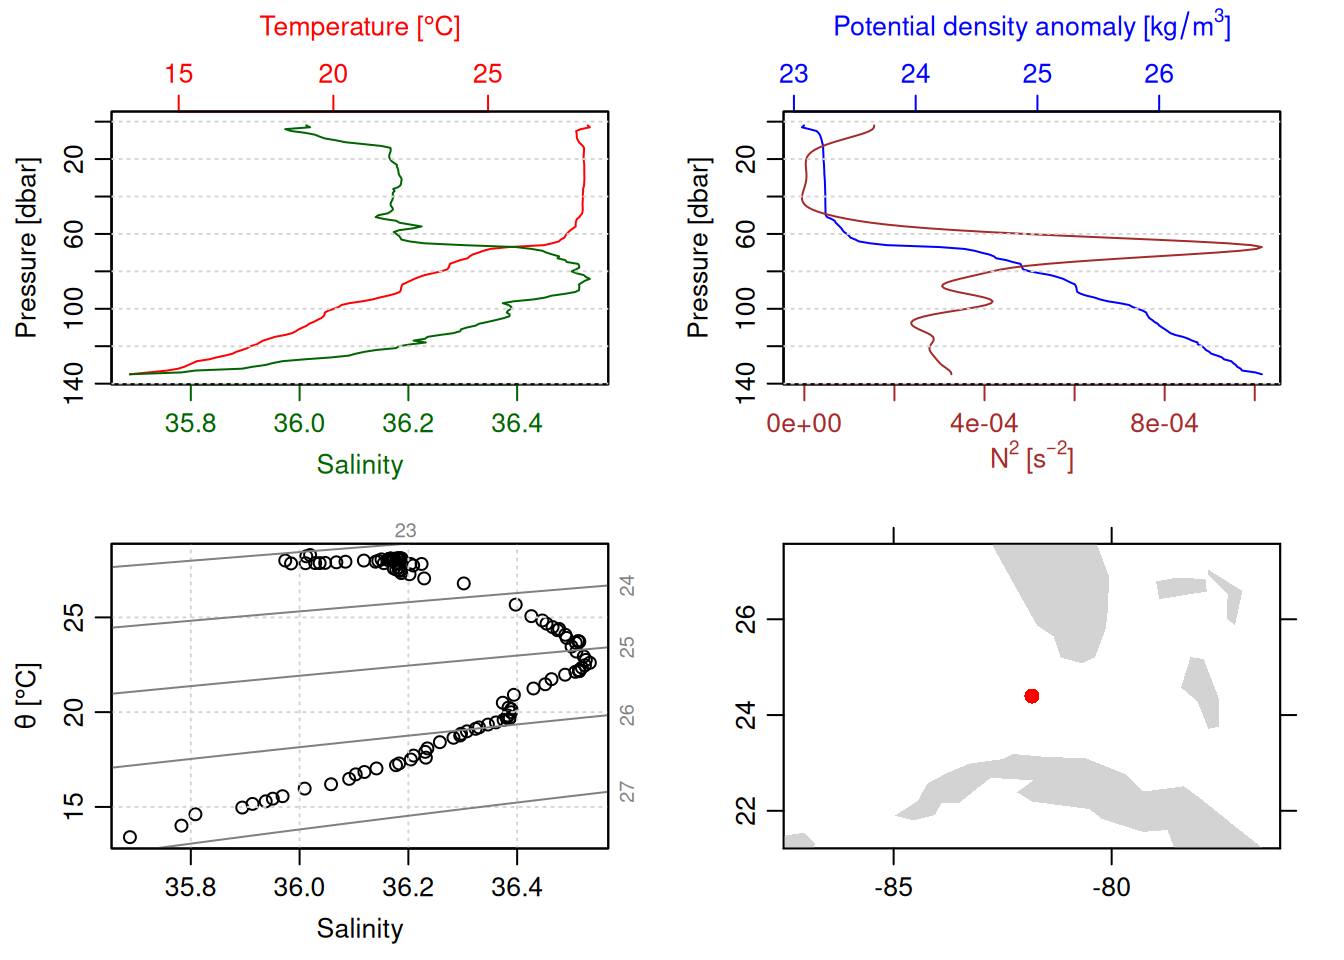 Temperature [°C]
15 20 25
Pressure [dbar]
20
60
100
140
35.8 36.0 36.2 36.4
Salinity
Potential density anomaly [kg/m³]
23 24 25 26
Pressure [dbar]
20
60
100
140
0e+00 4e-04 8e-04
N² [s⁻²]
23
24
25
26
27
θ [°C]
25
20
15
35.8 36.0 36.2 36.4
Salinity
26
24
22
-85 -80